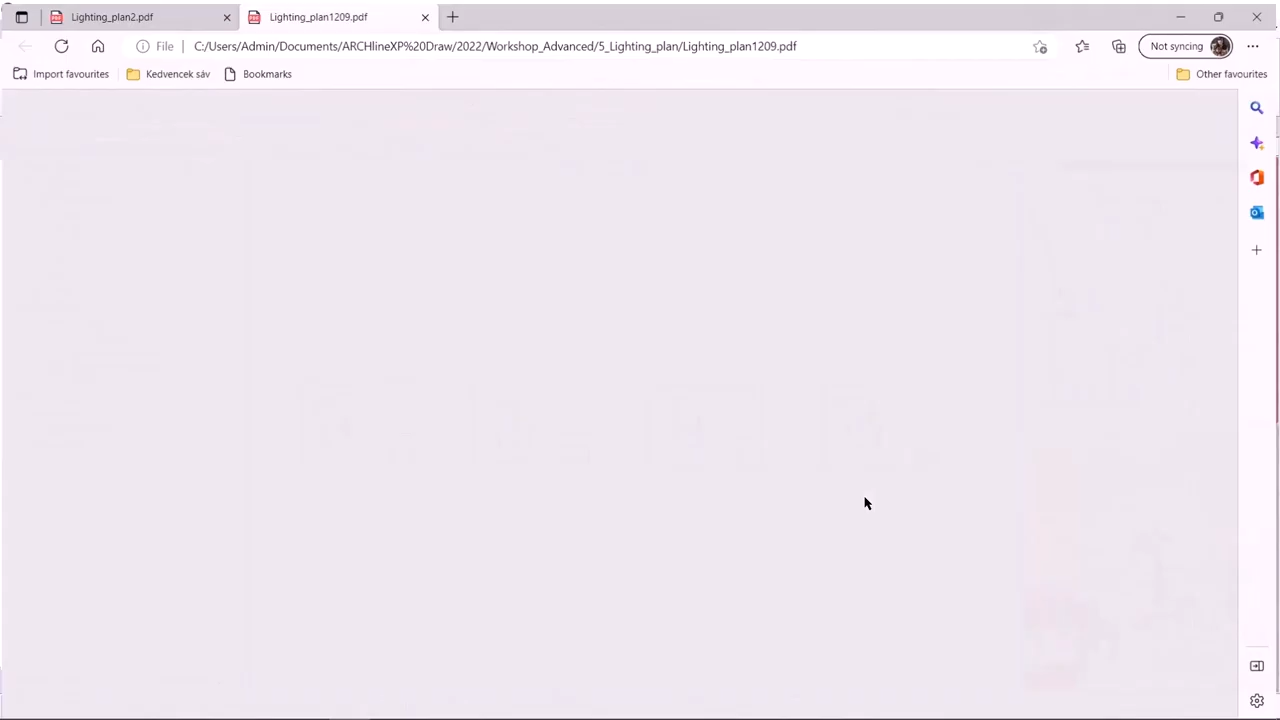 Lighting_plan2.pdf
Lighting_plan1209.pdf
File
C:/Users/Admin/Documents/ARCHlineXP%20Draw/2022/Workshop_Advanced/5_Lighting_plan/Lighting_plan1209.pdf
Not syncing
Import favourites
Kedvencek sáv
Bookmarks
Other favourites